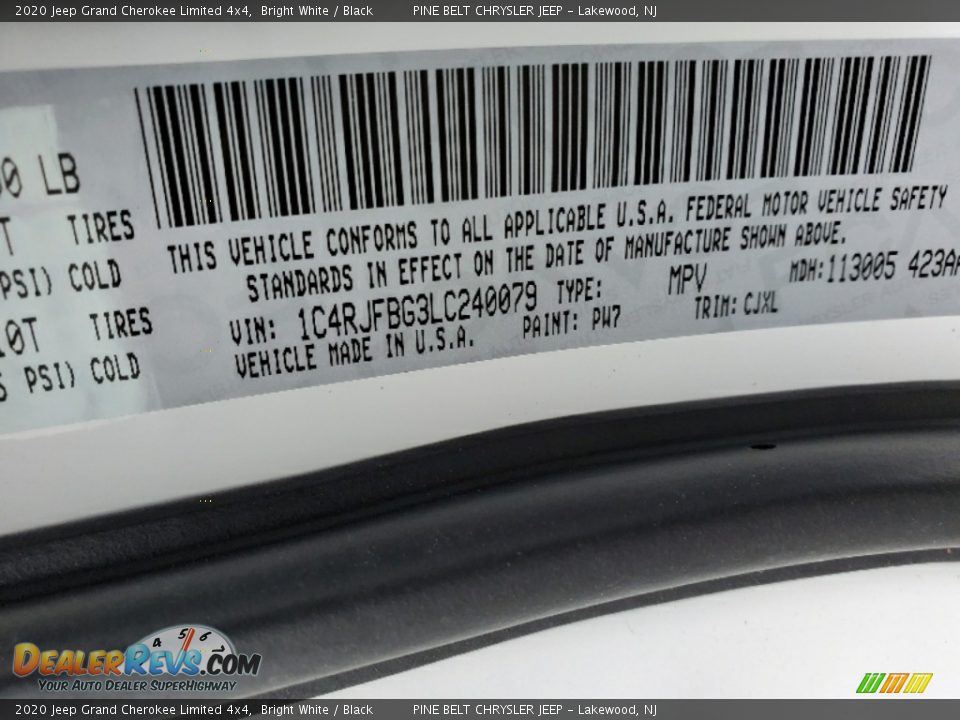 2020 Jeep Grand Cherokee Limited 4x4, Bright White / Black PINE BELT CHRYSLER JEEP - Lakewood, NJ
LB
TIRES
PSI) COLD
TIRES
PSI) COLD
THIS VEHICLE CONFORMS TO ALL APPLICABLE U.S.A. FEDERAL MOTOR VEHICLE SAFETY
STANDARDS IN EFFECT ON THE DATE OF MANUFACTURE SHOWN ABOVE.
VIN: 1C4RJFBG3LC240079 TYPE: MPV MDH:113005 423A
VEHICLE MADE IN U.S.A. PAINT: PW7 TRIM: CJXL
4 5 6
DEALERREVS.COM
YOUR AUTO DEALER SUPERHIGHWAY
2020 Jeep Grand Cherokee Limited 4x4, Bright White / Black PINE BELT CHRYSLER JEEP - Lakewood, NJ